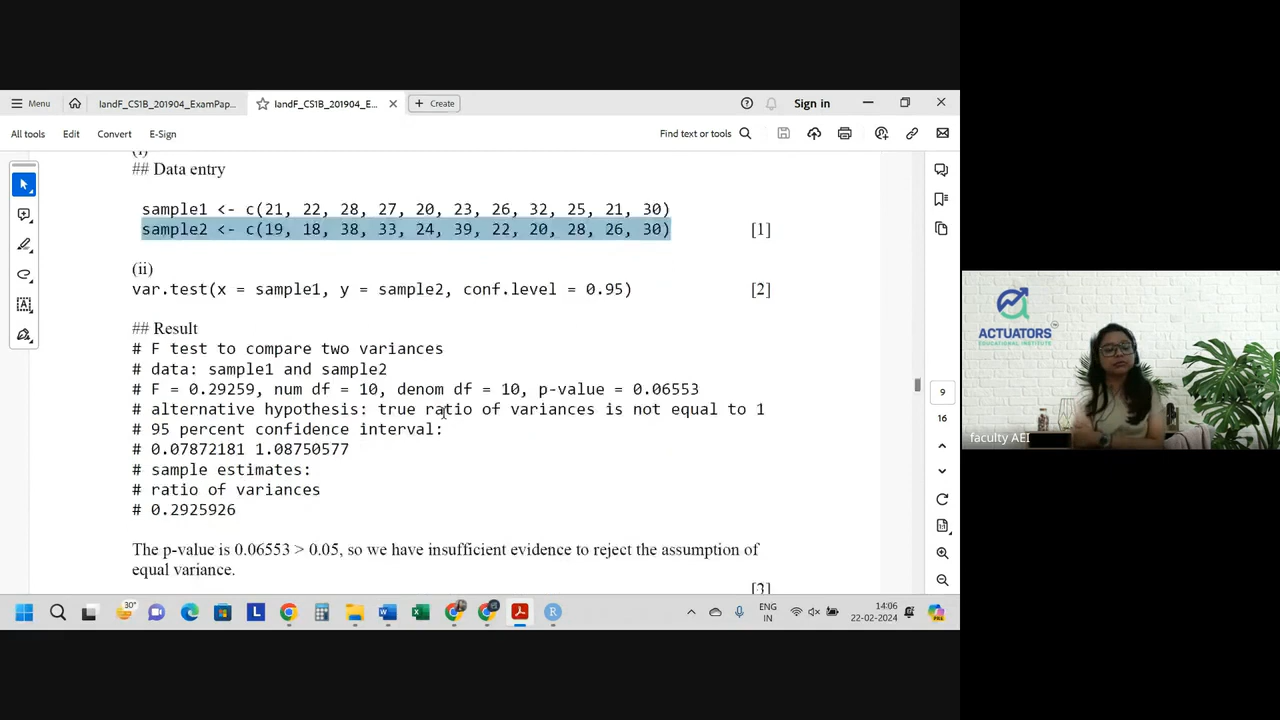 Menu
IandF_CS1B_201904_ExamPap...
IandF_CS1B_201904_E...
Create
Sign in
All tools
Edit
Convert
E-Sign
Find text or tools
(i)
## Data entry
sample1 <- c(21, 22, 28, 27, 20, 23, 26, 32, 25, 21, 30)
sample2 <- c(19, 18, 38, 33, 24, 39, 22, 20, 28, 26, 30) [1]
(ii)
var.test(x = sample1, y = sample2, conf.level = 0.95) [2]
## Result
# F test to compare two variances
# data: sample1 and sample2
# F = 0.29259, num df = 10, denom df = 10, p-value = 0.06553
# alternative hypothesis: true ratio of variances is not equal to 1
# 95 percent confidence interval:
# 0.07872181 1.08750577
# sample estimates:
# ratio of variances
# 0.2925926
The p-value is 0.06553 > 0.05, so we have insufficient evidence to reject the assumption of
equal variance.
[3]
9
16
30°
ENG
IN
14:06
22-02-2024
ACTUATORS
EDUCATIONAL INSTITUTE
faculty AEI